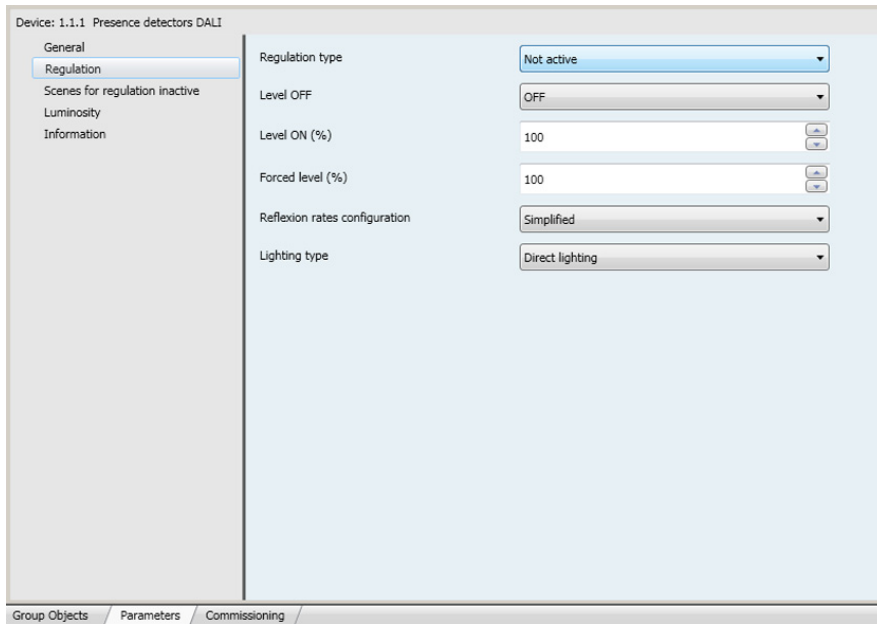 Device: 1.1.1 Presence detectors DALI
General
Regulation
Scenes for regulation inactive
Luminosity
Information
Regulation type
Not active
Level OFF
OFF
Level ON (%)
100
Forced level (%)
100
Reflexion rates configuration
Simplified
Lighting type
Direct lighting
Group Objects
Parameters
Commissioning